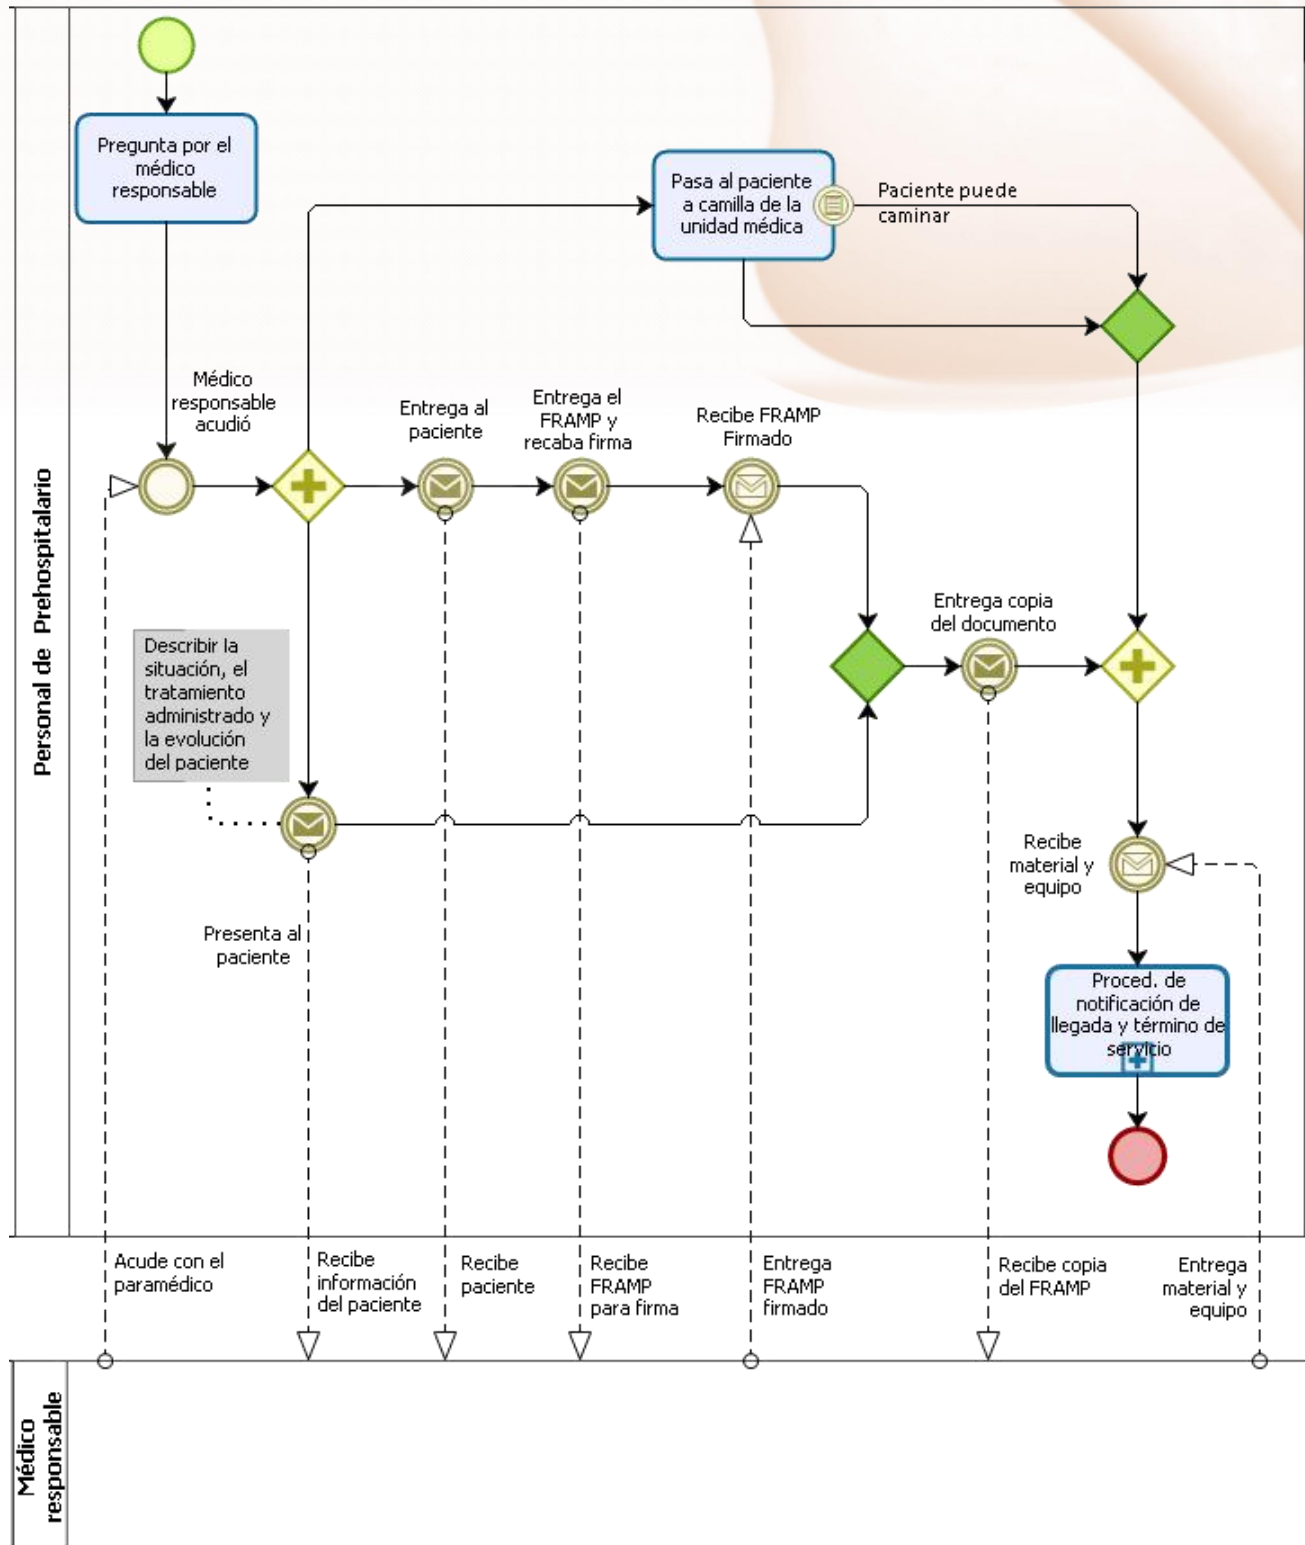 Personal de Prehospitalario
Pregunta por el
médico
responsable
Pasa al paciente
a camilla de la
unidad médica
Paciente puede
caminar
Médico
responsable
acudió
Entrega al
paciente
Entrega el
FRAMP y
recaba firma
Recibe FRAMP
Firmado
Describir la
situación, el
tratamiento
administrado y
la evolución
del paciente
Entrega copia
del documento
Presenta al
paciente
Recibe
material y
equipo
Proced. de
notificación de
llegada y término de
servicio
Acude con el
paramédico
Recibe
información
del paciente
Recibe
paciente
Recibe
FRAMP
para firma
Entrega
FRAMP
firmado
Recibe copia
del FRAMP
Entrega
material y
equipo
Médico
responsable